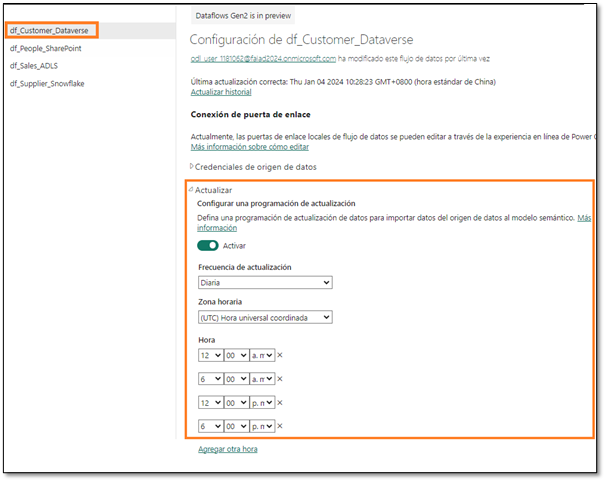 df_Customer_Dataverse
df_People_SharePoint
df_Sales_ADLS
df_Supplier_Snowflake
Dataflows Gen2 is in preview
Configuración de df_Customer_Dataverse
odl_user_1181062@faiad2024.onmicrosoft.com ha modificado este flujo de datos por última vez
Última actualización correcta: Thu Jan 04 2024 10:28:23 GMT+0800 (hora estándar de China)
Actualizar historial
Conexión de puerta de enlace
Actualmente, las puertas de enlace locales de flujo de datos se pueden editar a través de la experiencia en línea de Power
Más información sobre cómo editar
Credenciales de origen de datos
Actualizar
Configurar una programación de actualización
Defina una programación de actualización de datos para importar datos del origen de datos al modelo semántico. Más
información
Activar
Frecuencia de actualización
Diaria
Zona horaria
(UTC) Hora universal coordinada
Hora
12 00 a. m ×
6 00 a. m ×
12 00 p. m ×
6 00 p. m ×
Agregar otra hora